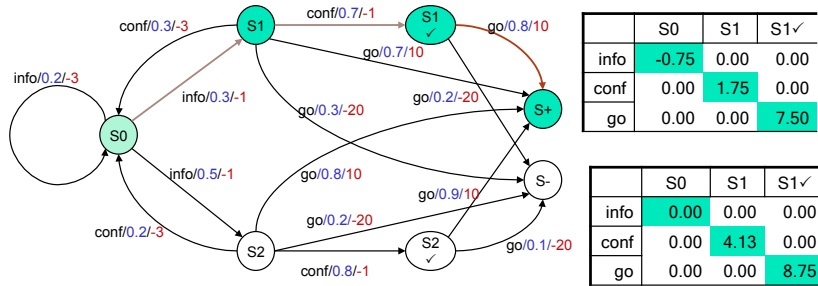 conf/0.3/-3
S1
conf/0.7/-1
S1
✓
go/0.8/10
go/0.7/10
info/0.2/-3
info/0.3/-1
go/0.3/-20
go/0.2/-20
S0
S+
info/0.5/-1
go/0.8/10
go/0.9/10
S-
conf/0.2/-3
go/0.2/-20
S2
conf/0.8/-1
S2
✓
go/0.1/-20
S0 S1 S1✓
info -0.75 0.00 0.00
conf 0.00 1.75 0.00
go 0.00 0.00 7.50
S0 S1 S1✓
info 0.00 0.00 0.00
conf 0.00 4.13 0.00
go 0.00 0.00 8.75